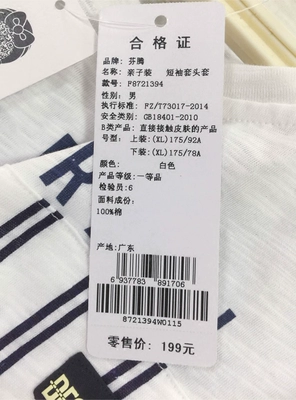 合格证
品牌：芬腾
名称：亲子装 短袖套头套
款号：F8721394
性别：男
执行标准：FZ/T73017-2014
安全类别：GB18401-2010
B类产品：直接接触皮肤的产品
号型：上装：(XL)175/92A
下装：(XL)175/78A
颜色： 白色
产品等级：一等品
检验员：6
面料成份：
100%棉
产地：广东
6 937783 891706
8721394W0115
零售价：199元